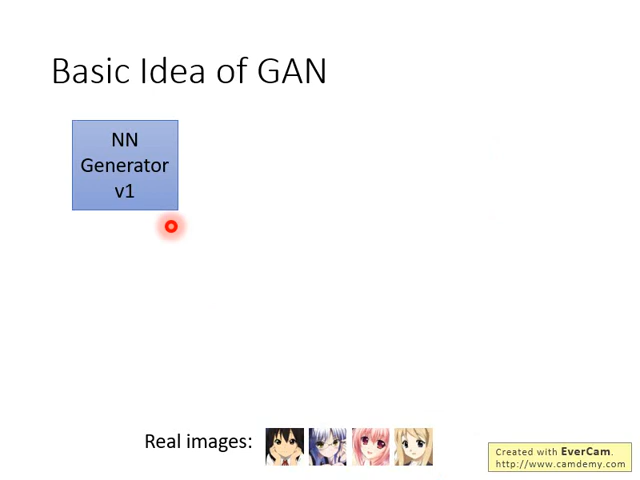 Basic Idea of GAN
NN
Generator
v1
Real images:
Created with EverCam.
http://www.camdemy.com